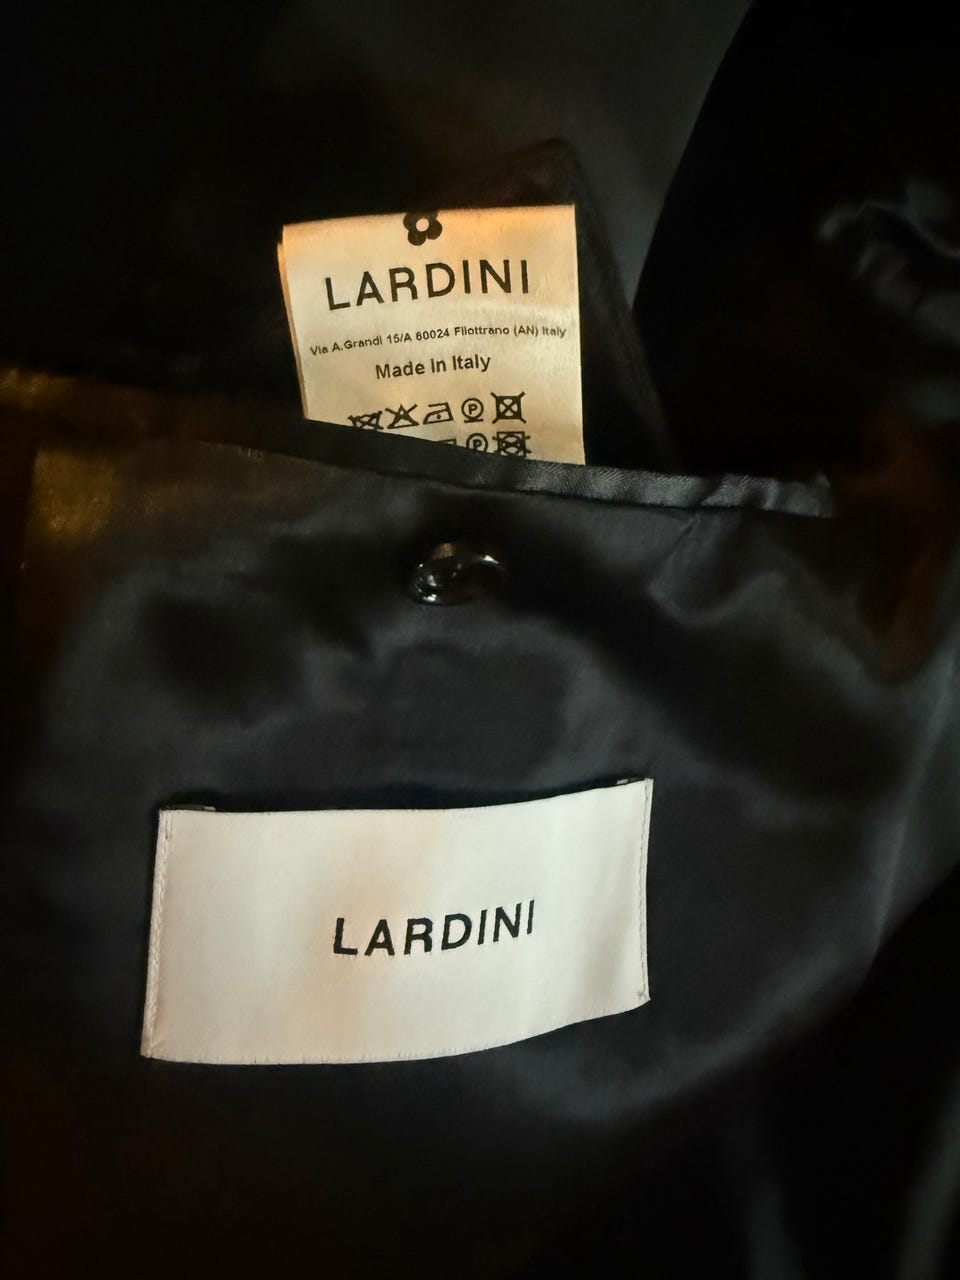 LARDINI
Via A.Grandi 15/A 60024 Filottrano (AN) Italy
Made in Italy
P
P
LARDINI